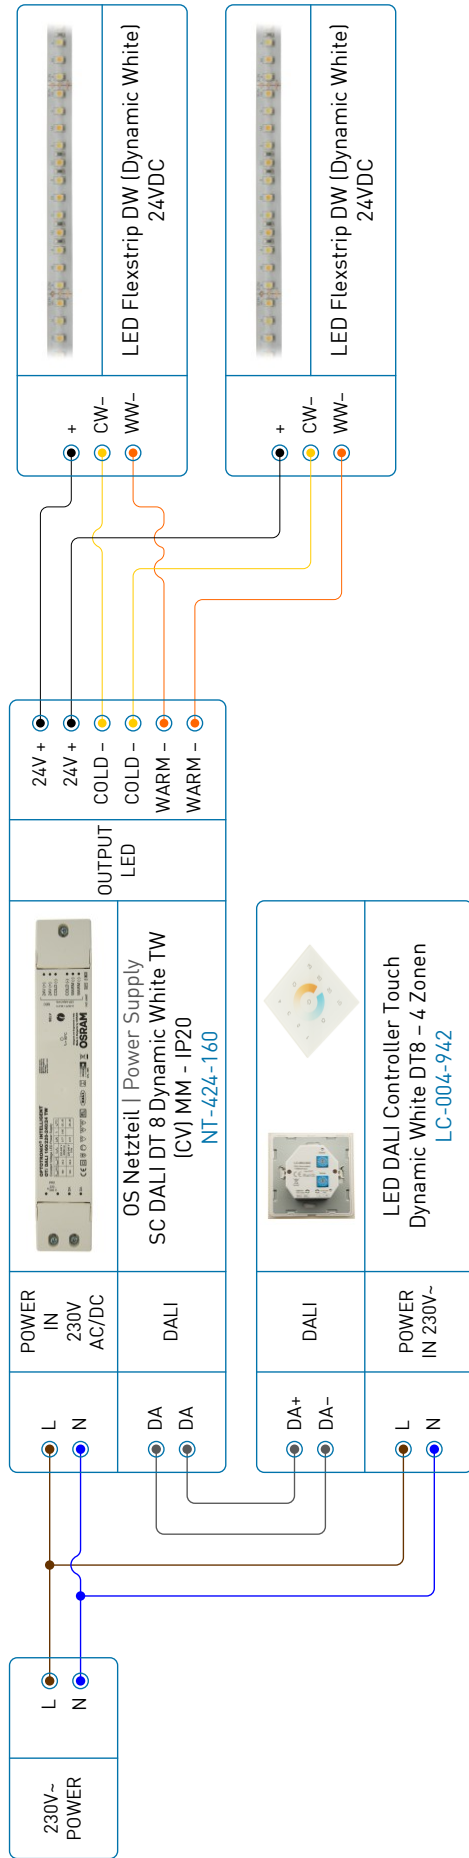 LED Flexstrip DW (Dynamic White)
24VDC
+
CW–
WW–
LED Flexstrip DW (Dynamic White)
24VDC
+
CW–
WW–
24V +
24V +
COLD –
COLD –
WARM –
WARM –
OUTPUT
LED
OSRAM
OS Netzteil | Power Supply
SC DALI DT 8 Dynamic White TW
(CV) MM - IP20
NT-424-160
POWER
IN
230V
AC/DC
DALI
L
N
DA
DA
LED DALI Controller Touch
Dynamic White DT8 – 4 Zonen
LC-004-942
DALI
POWER
IN 230V~
DA+
DA–
L
N
L
N
230V~
POWER